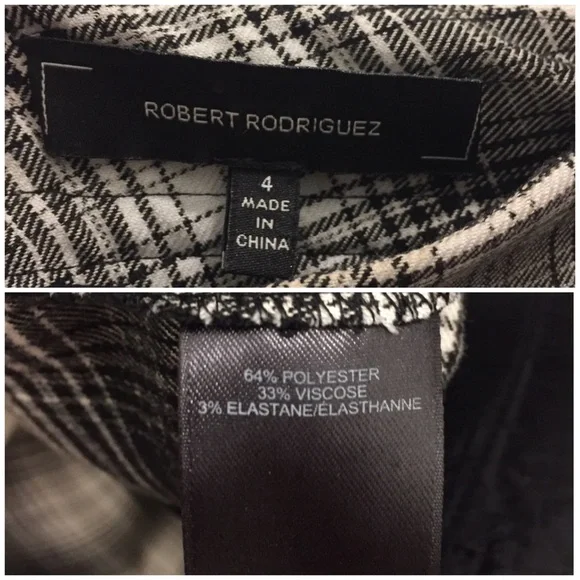 ROBERT RODRIGUEZ
4
MADE
IN
CHINA
64% POLYESTER
33% VISCOSE
3% ELASTANE/ÉLASTHANNE